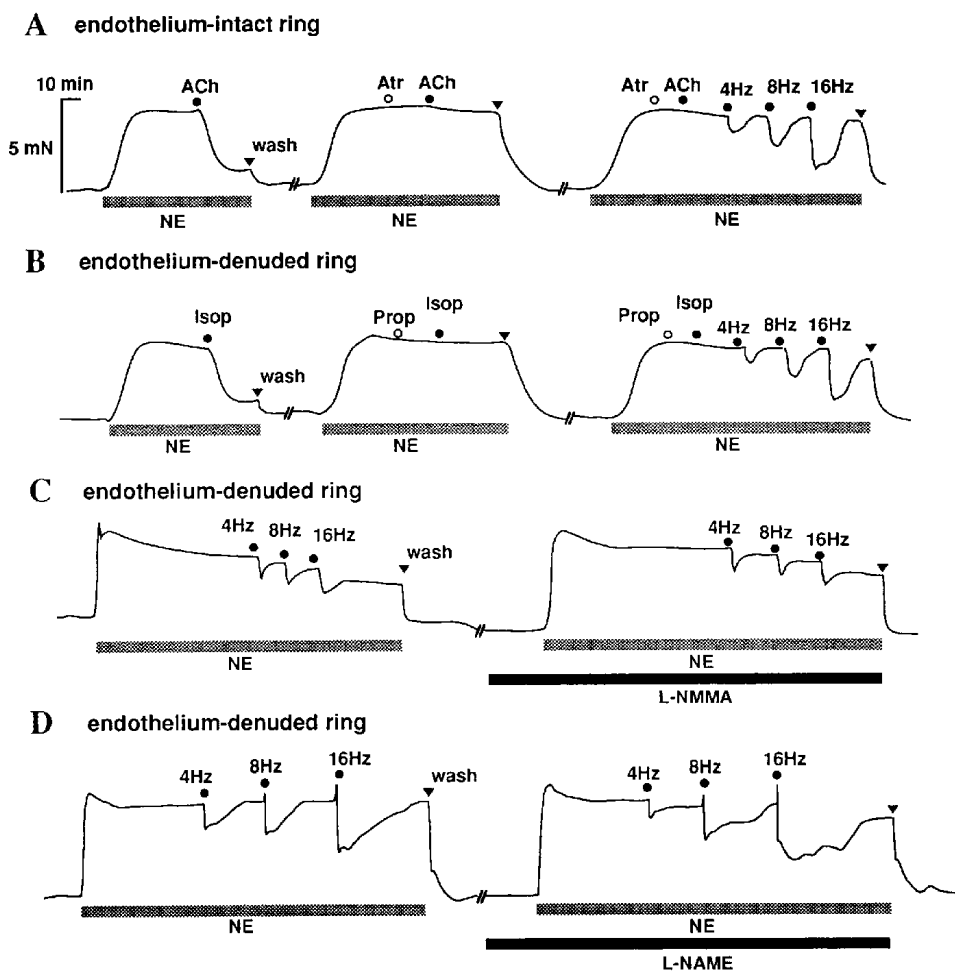 A endothelium-intact ring
10 min
5 mN
ACh
wash
Atr ACh
Atr ACh 4Hz 8Hz 16Hz
NE NE NE
B endothelium-denuded ring
Isop
wash
Prop Isop
Prop Isop 4Hz 8Hz 16Hz
NE NE NE
C endothelium-denuded ring
4Hz 8Hz 16Hz wash
4Hz 8Hz 16Hz
NE NE
L-NMMA
D endothelium-denuded ring
4Hz 8Hz 16Hz wash
4Hz 8Hz 16Hz
NE NE
L-NAME